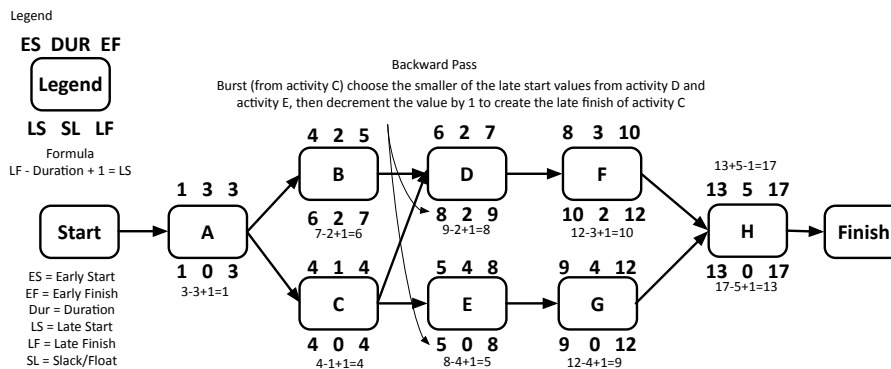 Legend
ES DUR EF
Legend
LS SL LF
Formula
LF - Duration + 1 = LS
Backward Pass
Burst (from activity C) choose the smaller of the late start values from activity D and
activity E, then decrement the value by 1 to create the late finish of activity C
Start
1 3 3
A
1 0 3
3-3+1=1
4 2 5
B
6 2 7
7-2+1=6
4 1 4
C
4 0 4
4-1+1=4
6 2 7
D
8 2 9
9-2+1=8
5 4 8
E
5 0 8
8-4+1=5
8 3 10
F
10 2 12
12-3+1=10
9 4 12
G
9 0 12
12-4+1=9
13+5-1=17
13 5 17
H
13 0 17
17-5+1=13
Finish
ES = Early Start
EF = Early Finish
Dur = Duration
LS = Late Start
LF = Late Finish
SL = Slack/Float